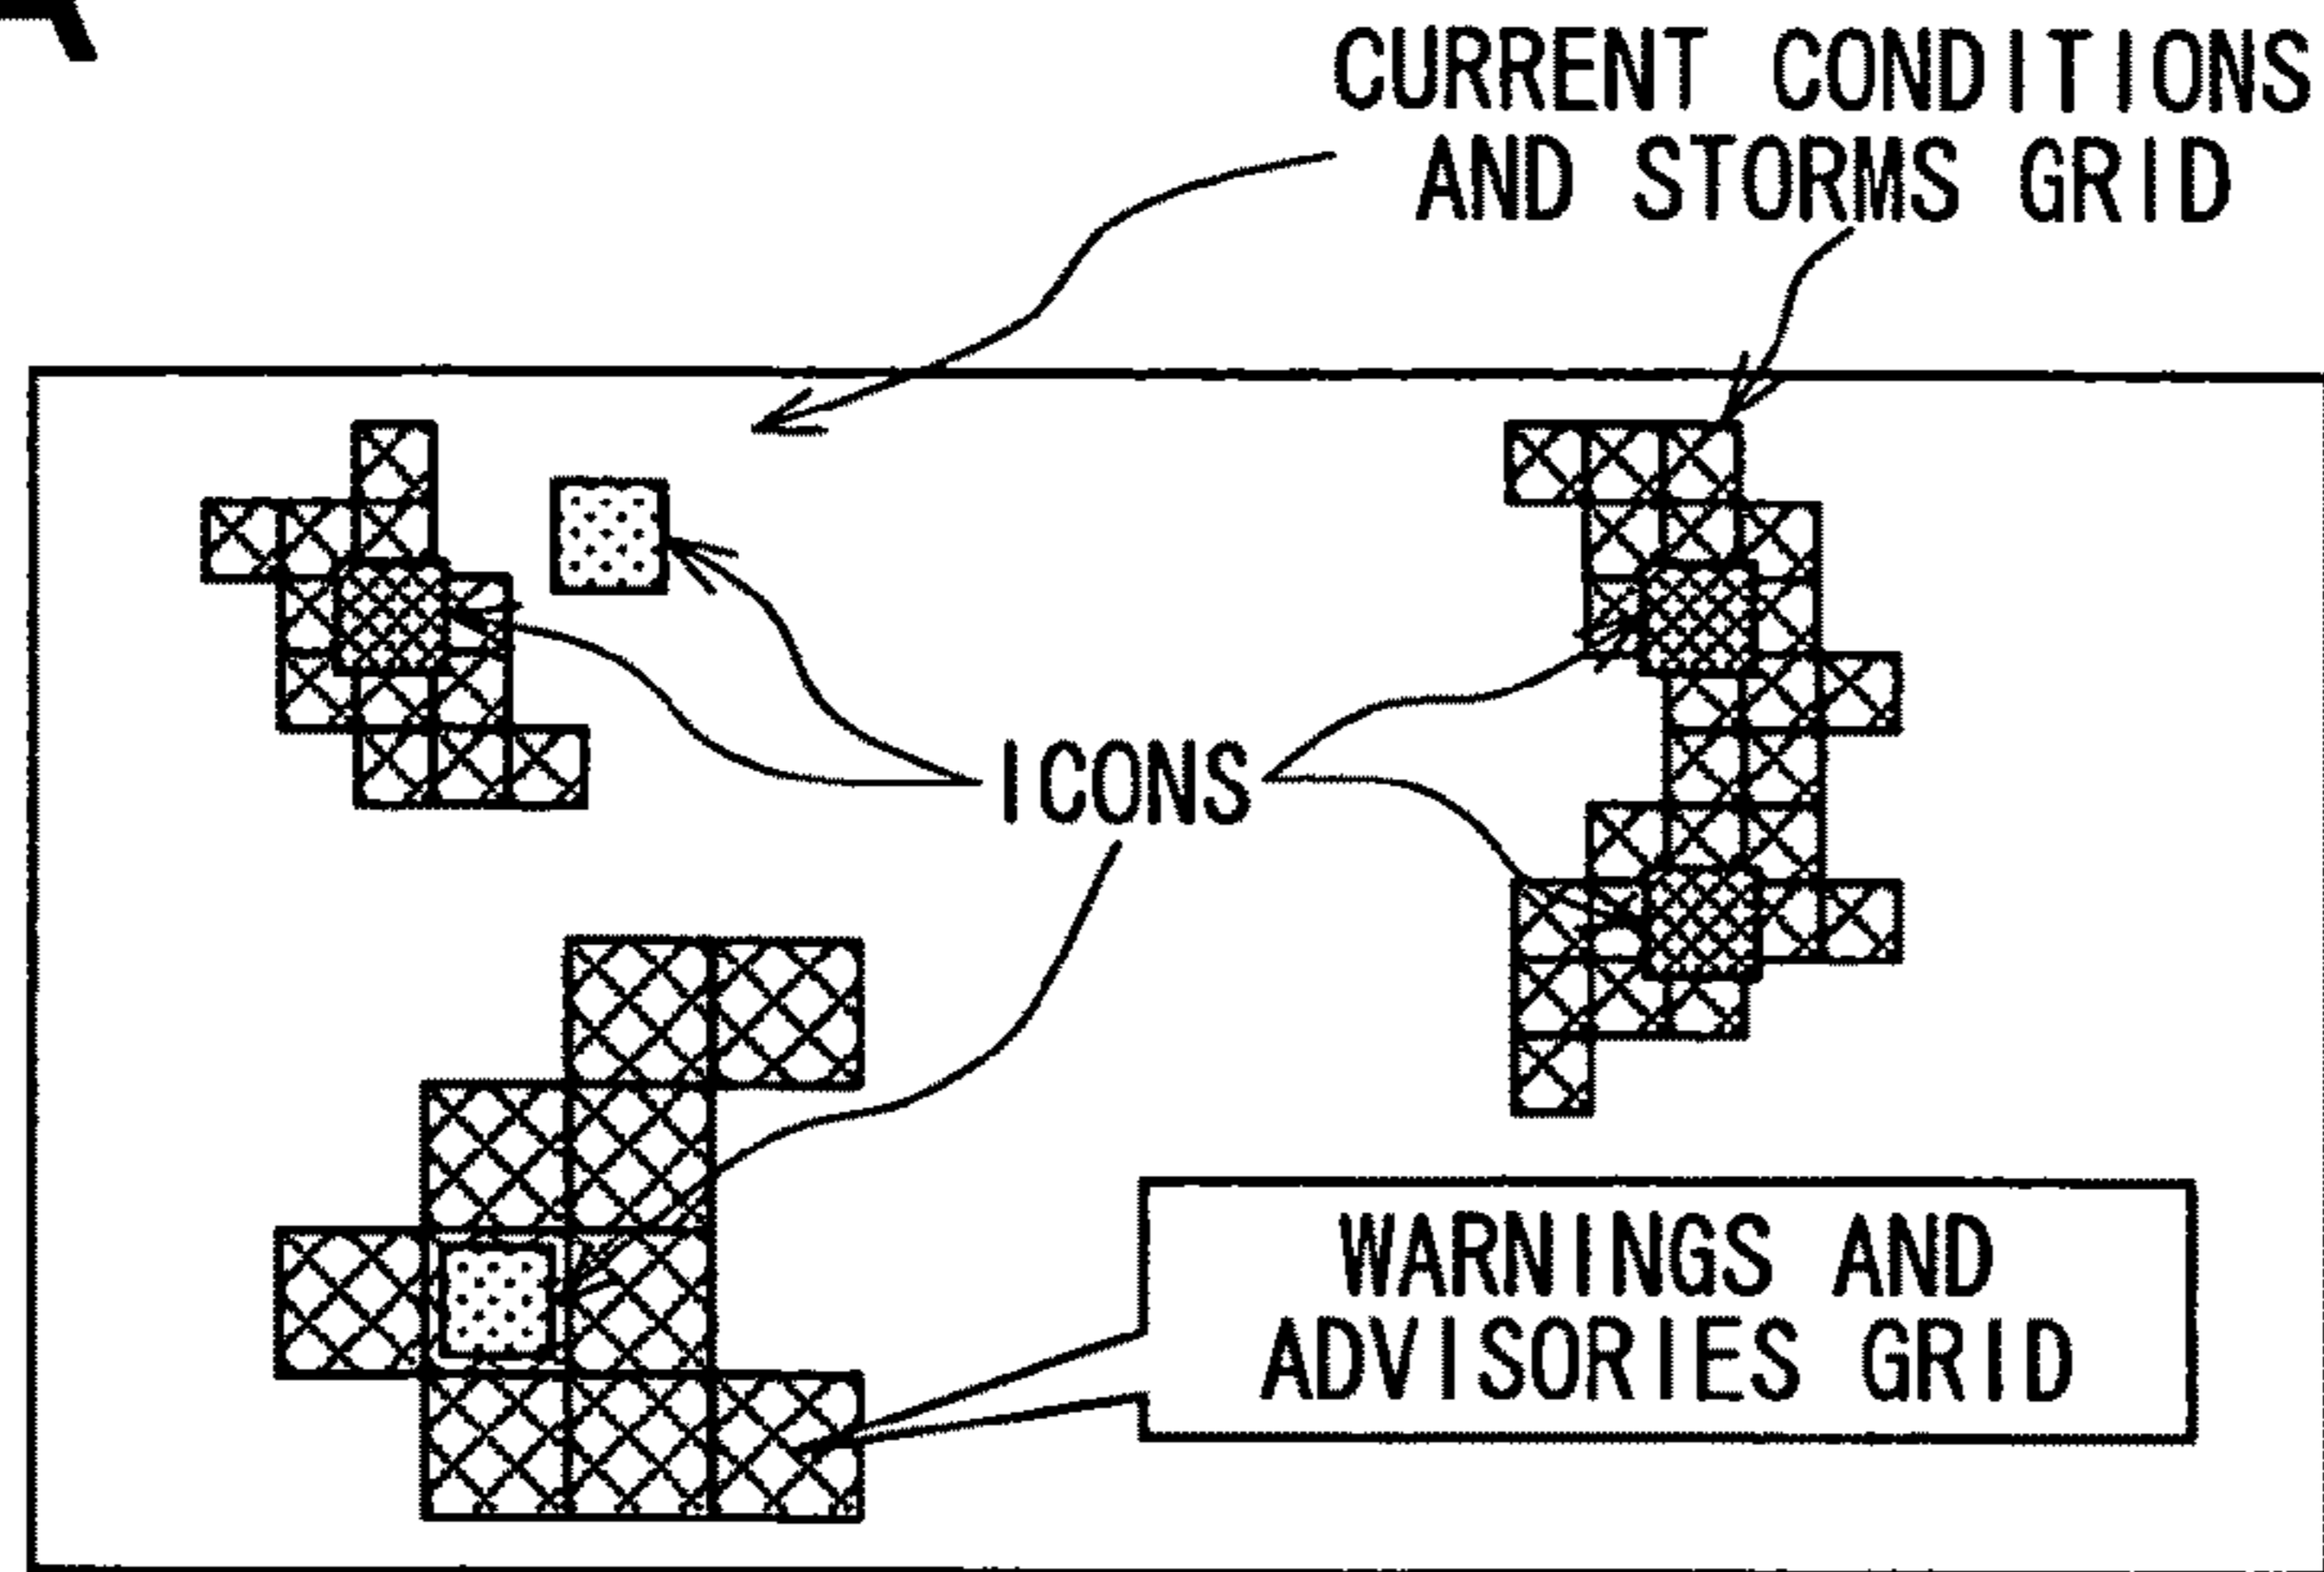 CURRENT CONDITIONS
AND STORMS GRID
ICONS
WARNINGS AND
ADVISORIES GRID